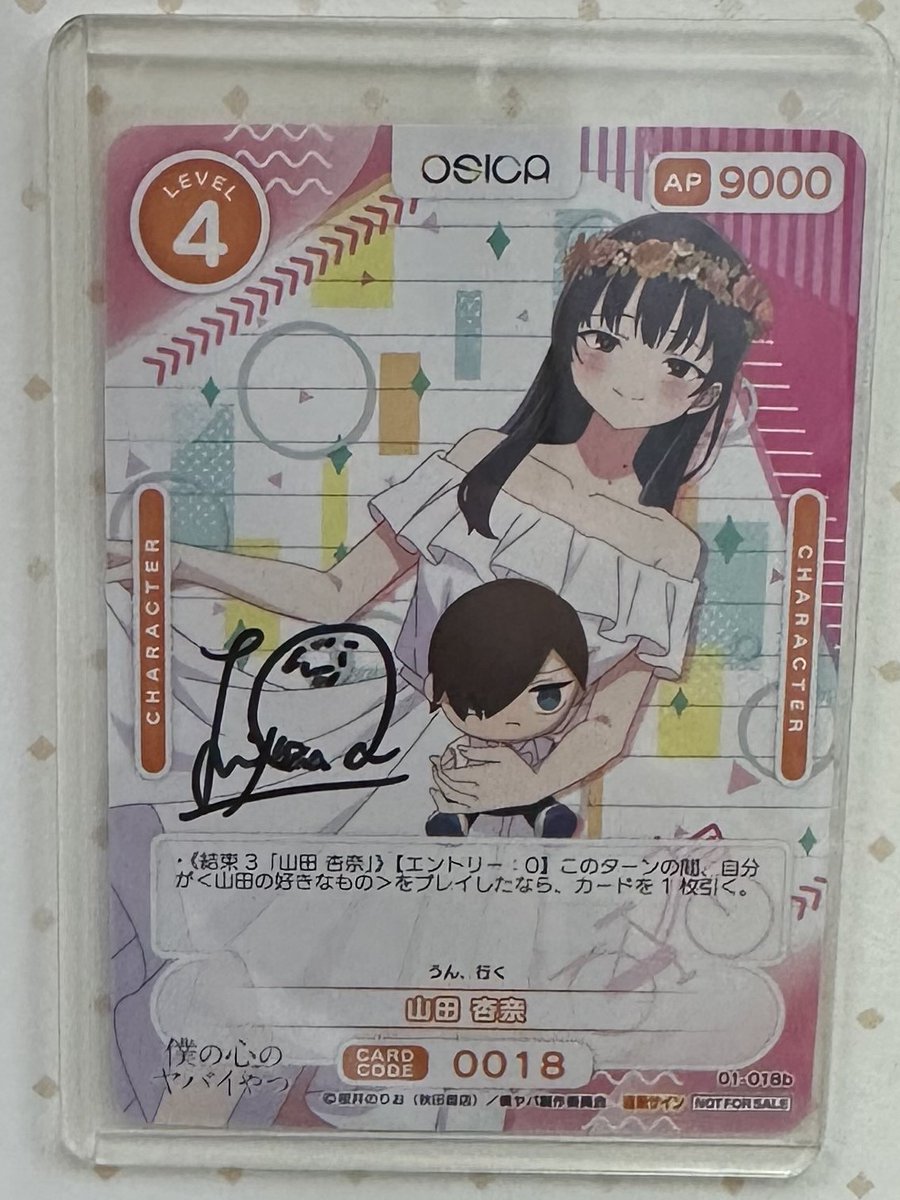 LEVEL
4
OSICA
AP 9000
CHARACTER
CHARACTER
・《結束 3「山田 杏奈」》【エントリー:0】このターンの間、自分
が<山田の好きなもの>をプレイしたなら、カードを 1 枚引く。
うん、行く
山田 杏奈
僕の心の
ヤバイやつ
CARD
CODE
0018
01-018b
©桜井のりお(秋田書店)/僕ヤバ製作委員会
直筆サイン
NOT FOR SALE